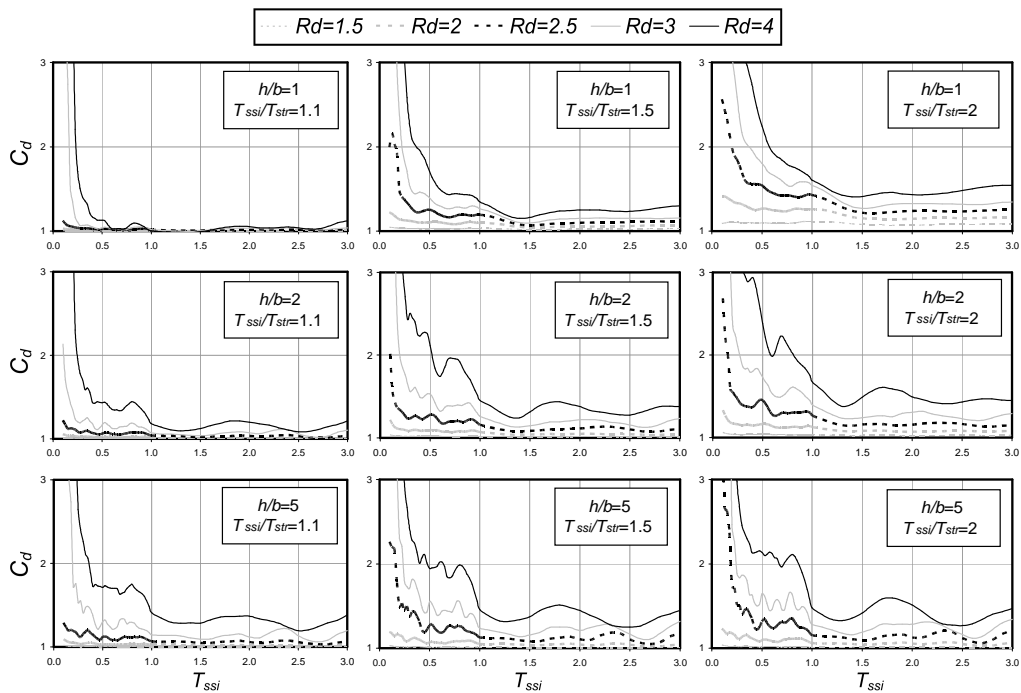 Rd=1.5 Rd=2 Rd=2.5 Rd=3 Rd=4
3 3 3
h/b=1 h/b=1 h/b=1
Tssi/Tstr=1.1 Tssi/Tstr=1.5 Tssi/Tstr=2
Cd 2 2 2
1 1 1
0.0 0.5 1.0 1.5 2.0 2.5 3.0 0.0 0.5 1.0 1.5 2.0 2.5 3.0 0.0 0.5 1.0 1.5 2.0 2.5 3.0
3 3 3
h/b=2 h/b=2 h/b=2
Tssi/Tstr=1.1 Tssi/Tstr=1.5 Tssi/Tstr=2
Cd 2 2 2
1 1 1
0.0 0.5 1.0 1.5 2.0 2.5 3.0 0.0 0.5 1.0 1.5 2.0 2.5 3.0 0.0 0.5 1.0 1.5 2.0 2.5 3.0
3 3 3
h/b=5 h/b=5 h/b=5
Tssi/Tstr=1.1 Tssi/Tstr=1.5 Tssi/Tstr=2
Cd 2 2 2
1 1 1
0.0 0.5 1.0 1.5 2.0 2.5 3.0 0.0 0.5 1.0 1.5 2.0 2.5 3.0 0.0 0.5 1.0 1.5 2.0 2.5 3.0
Tssi Tssi Tssi